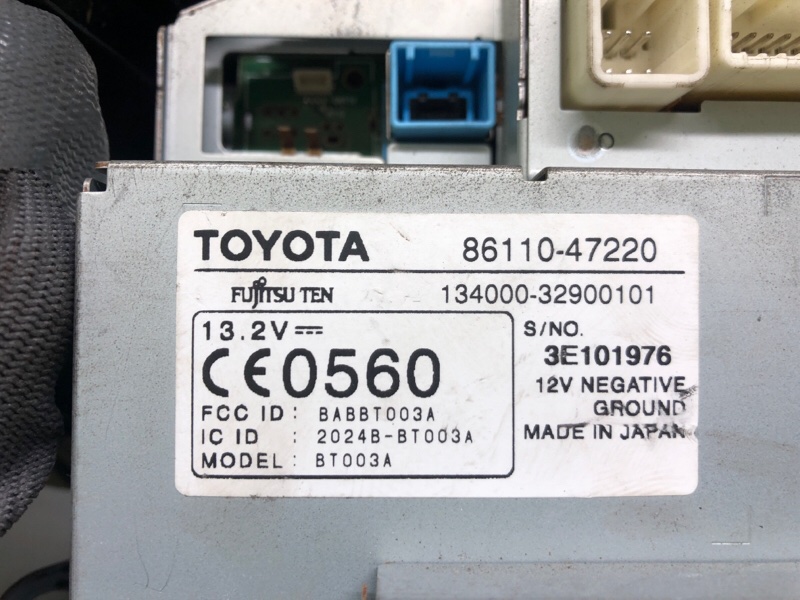 TOYOTA 86110-47220
FUJITSU TEN 134000-32900101
13.2V
CE0560
FCC ID : BABBT003A
IC ID : 2024B-BT003A
MODEL : BT003A
S/NO.
3E101976
12V NEGATIVE
GROUND
MADE IN JAPAN